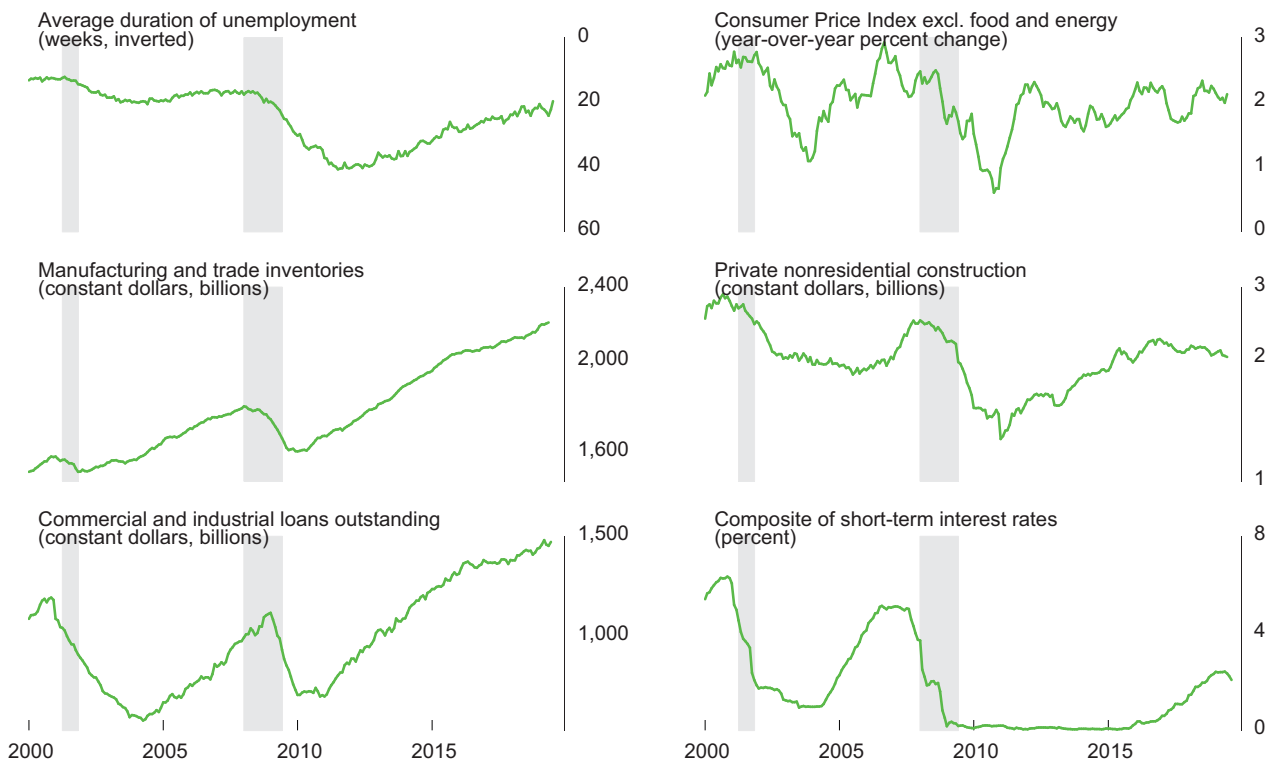 Average duration of unemployment
(weeks, inverted)
0
20
40
60
Consumer Price Index excl. food and energy
(year-over-year percent change)
3
2
1
0
Manufacturing and trade inventories
(constant dollars, billions)
2,400
2,000
1,600
Private nonresidential construction
(constant dollars, billions)
3
2
1
Commercial and industrial loans outstanding
(constant dollars, billions)
1,500
1,000
2000 2005 2010 2015
Composite of short-term interest rates
(percent)
8
4
0
2000 2005 2010 2015